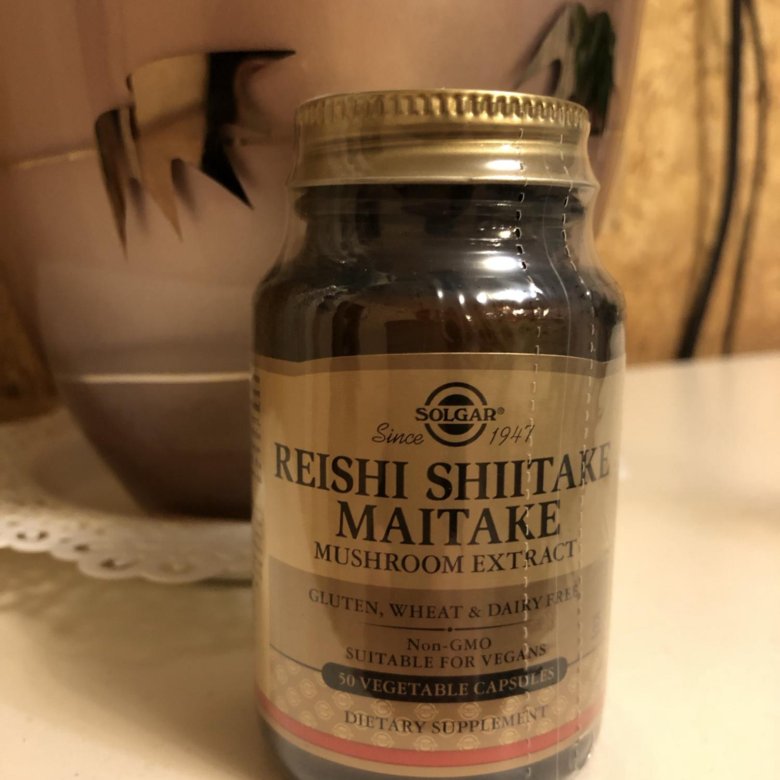 SOLGAR®
Since 1947
REISHI SHIITAKE
MAITAKE
MUSHROOM EXTRACT
GLUTEN, WHEAT & DAIRY FREE
Non-GMO
SUITABLE FOR VEGANS
50 VEGETABLE CAPSULES
DIETARY SUPPLEMENT